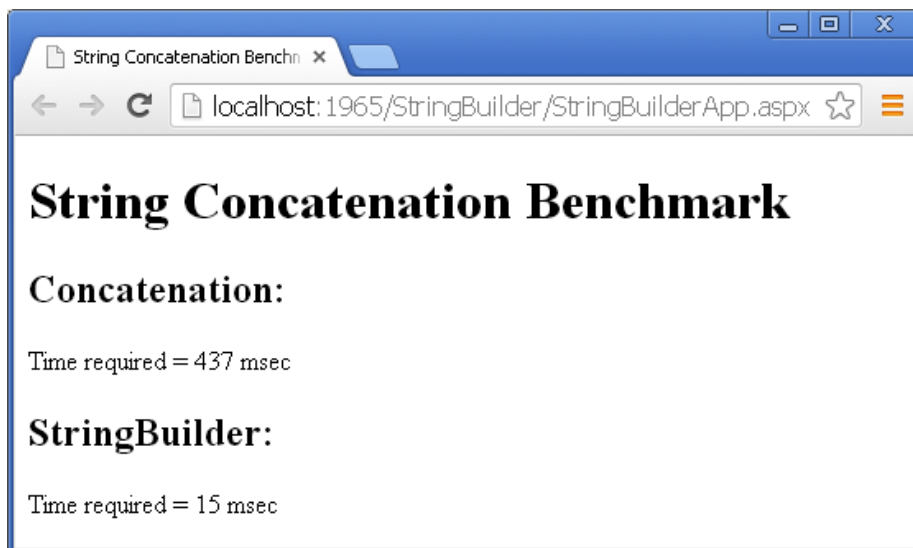 String Concatenation Benchm
localhost:1965/StringBuilder/StringBuilderApp.aspx
String Concatenation Benchmark
Concatenation:
Time required = 437 msec
StringBuilder:
Time required = 15 msec